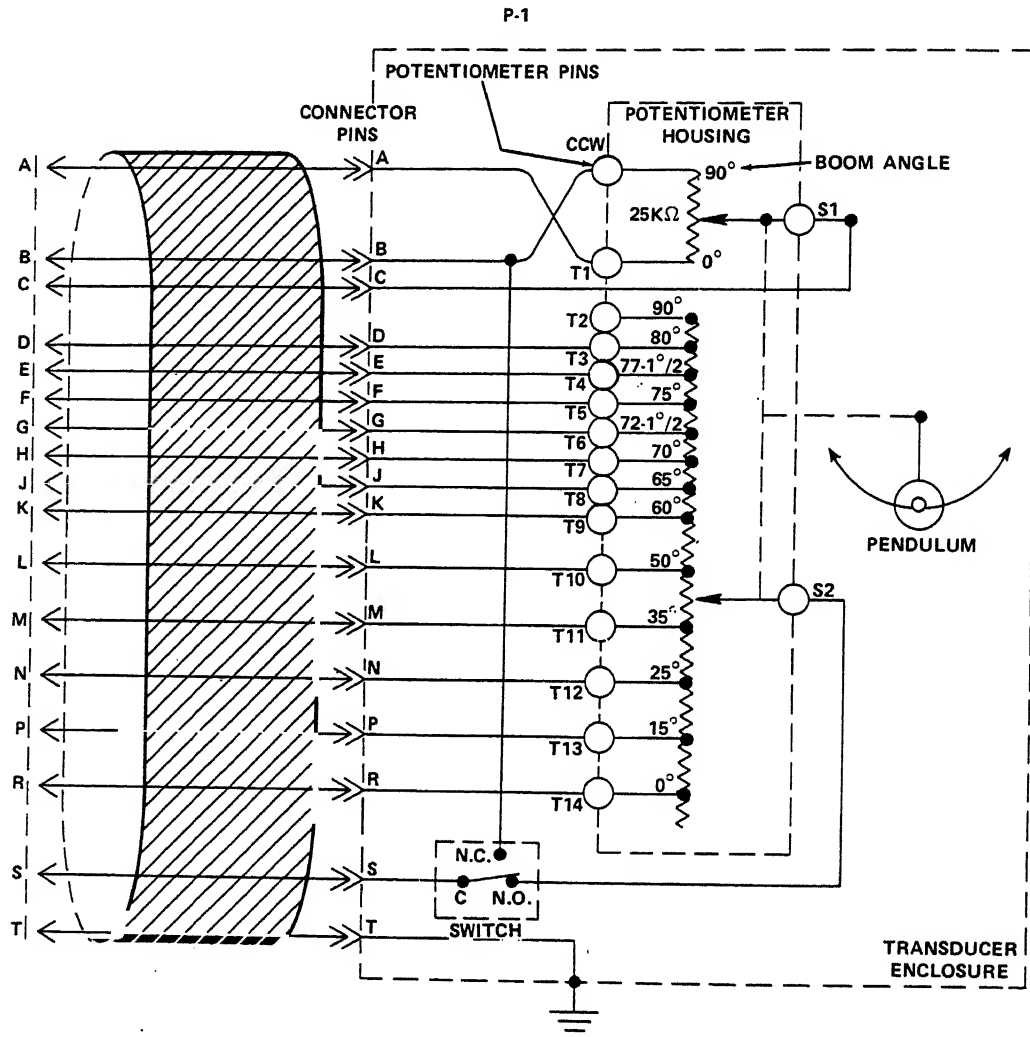 P-1
POTENTIOMETER PINS
CONNECTOR
PINS
POTENTIOMETER
HOUSING
CCW
BOOM ANGLE
A
A
90°
25KΩ
S1
B
B
T1
0°
C
C
T2
90°
D
D
T3
80°
E
E
T4
77-1°/2
F
F
T5
75°
G
G
T6
72-1°/2
H
H
T7
70°
J
J
T8
65°
K
K
T9
60°
PENDULUM
L
L
T10
50°
S2
M
M
T11
35°
N
N
T12
25°
P
P
T13
15°
R
R
T14
0°
N.C.
S
S
C
N.O.
T
T
SWITCH
TRANSDUCER
ENCLOSURE